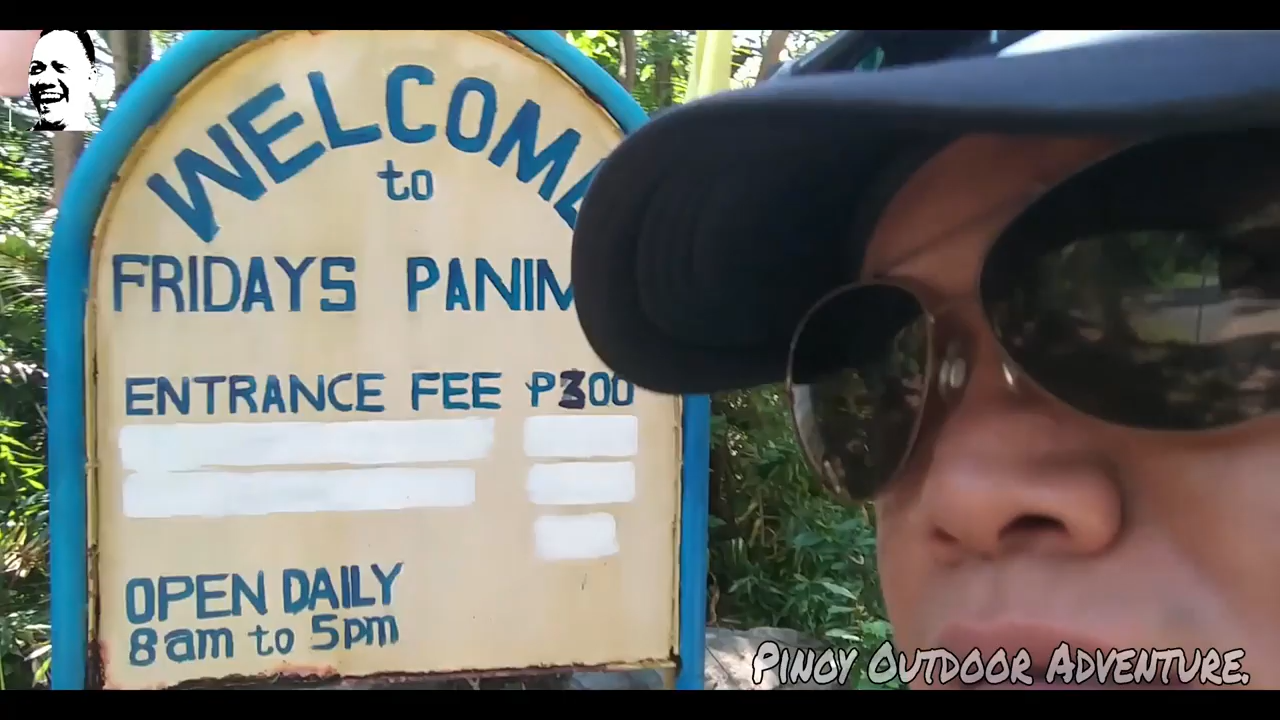 WELCOME
to
FRIDAYS PANIM
ENTRANCE FEE P300
OPEN DAILY
8am to 5pm
PINOY OUTDOOR ADVENTURE.